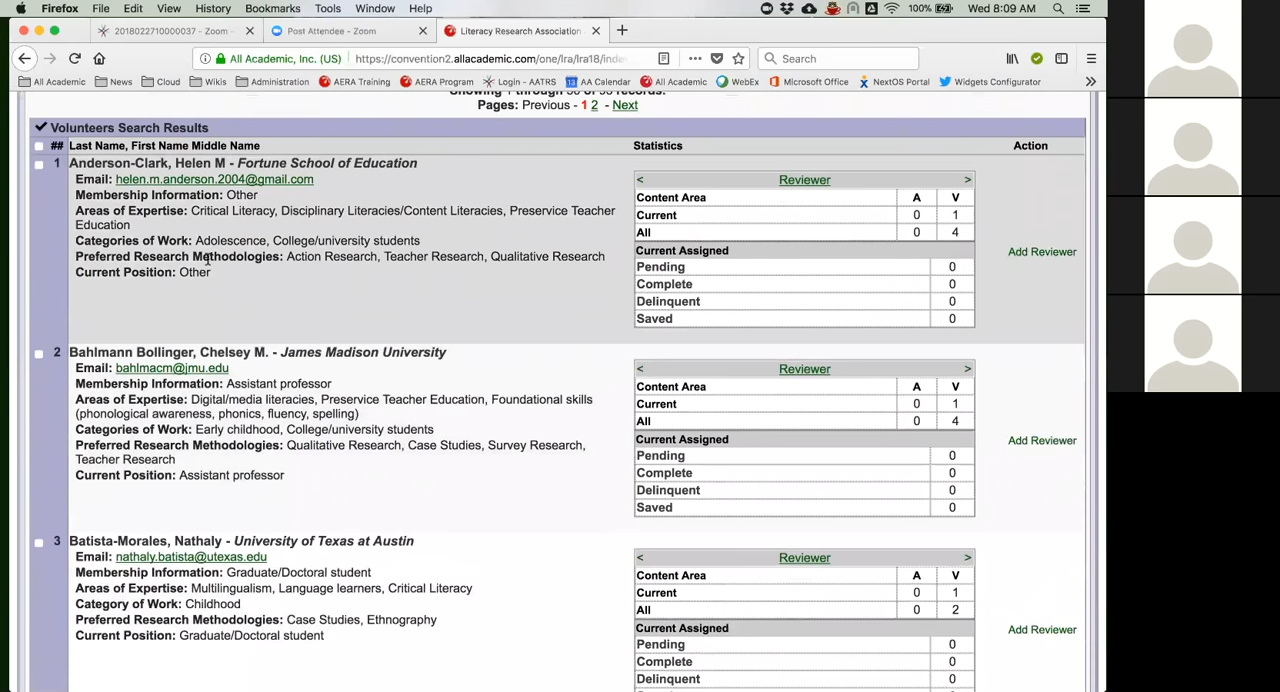 Firefox File Edit View History Bookmarks Tools Window Help 100% Wed 8:09 AM
2018022710000037 - Zoom × Post Attendee - Zoom × Literacy Research Association × +
All Academic, Inc. (US) https://convention2.allacademic.com/one/lra/lra18/inde ••• Search
All Academic News Cloud Wikis Administration AERA Training AERA Program Login - AATRS AA Calendar All Academic WebEx Microsoft Office NextOS Portal Widgets Configurator »
Pages: Previous - 1 2 - Next
Volunteers Search Results
## Last Name, First Name Middle Name Statistics Action
1 Anderson-Clark, Helen M - Fortune School of Education
Email: helen.m.anderson.2004@gmail.com
Membership Information: Other
Areas of Expertise: Critical Literacy, Disciplinary Literacies/Content Literacies, Preservice Teacher
Education
Categories of Work: Adolescence, College/university students
Preferred Research Methodologies: Action Research, Teacher Research, Qualitative Research
Current Position: Other
< Reviewer >
Content Area A V
Current 0 1
All 0 4
Current Assigned
Pending 0
Complete 0
Delinquent 0
Saved 0
Add Reviewer
2 Bahlmann Bollinger, Chelsey M. - James Madison University
Email: bahlmacm@jmu.edu
Membership Information: Assistant professor
Areas of Expertise: Digital/media literacies, Preservice Teacher Education, Foundational skills
(phonological awareness, phonics, fluency, spelling)
Categories of Work: Early childhood, College/university students
Preferred Research Methodologies: Qualitative Research, Case Studies, Survey Research,
Teacher Research
Current Position: Assistant professor
< Reviewer >
Content Area A V
Current 0 1
All 0 4
Current Assigned
Pending 0
Complete 0
Delinquent 0
Saved 0
Add Reviewer
3 Batista-Morales, Nathaly - University of Texas at Austin
Email: nathaly.batista@utexas.edu
Membership Information: Graduate/Doctoral student
Areas of Expertise: Multilingualism, Language learners, Critical Literacy
Category of Work: Childhood
Preferred Research Methodologies: Case Studies, Ethnography
Current Position: Graduate/Doctoral student
< Reviewer >
Content Area A V
Current 0 1
All 0 2
Current Assigned
Pending 0
Complete 0
Delinquent 0
Add Reviewer